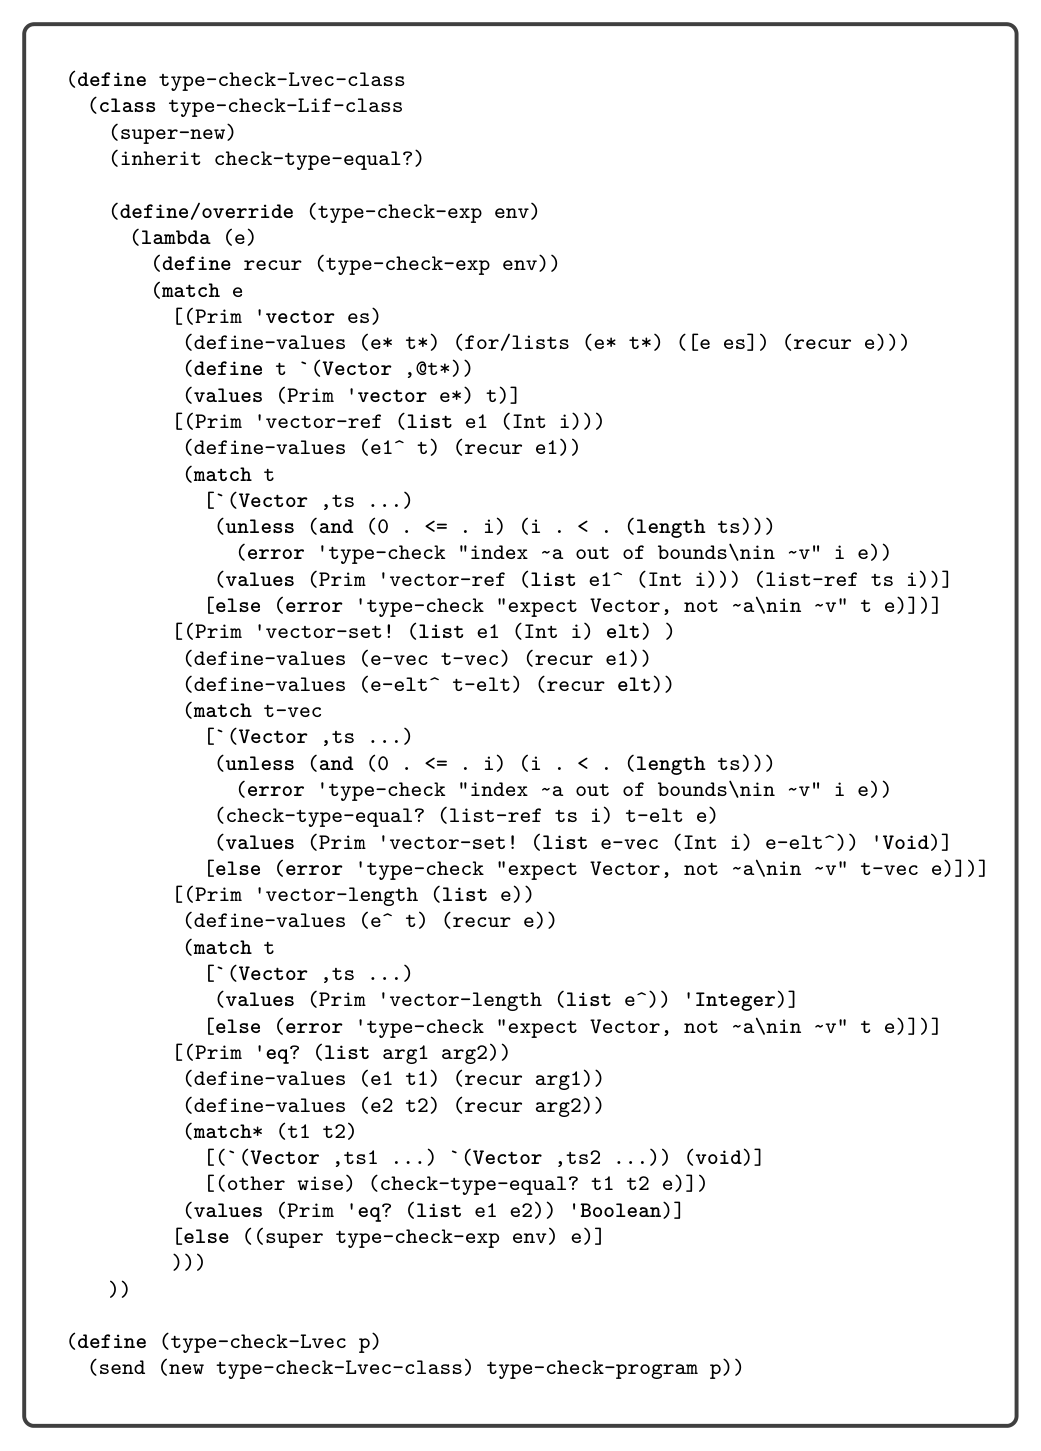 (define type-check-Lvec-class
  (class type-check-Lif-class
    (super-new)
    (inherit check-type-equal?)

    (define/override (type-check-exp env)
      (lambda (e)
        (define recur (type-check-exp env))
        (match e
          [(Prim 'vector es)
           (define-values (e* t*) (for/lists (e* t*) ([e es]) (recur e)))
           (define t `(Vector ,@t*))
           (values (Prim 'vector e*) t)]
          [(Prim 'vector-ref (list e1 (Int i)))
           (define-values (e1^ t) (recur e1))
           (match t
             [`(Vector ,ts ...)
              (unless (and (0 . <= . i) (i . < . (length ts)))
                (error 'type-check "index ~a out of bounds\nin ~v" i e))
              (values (Prim 'vector-ref (list e1^ (Int i))) (list-ref ts i))]
             [else (error 'type-check "expect Vector, not ~a\nin ~v" t e)])]
          [(Prim 'vector-set! (list e1 (Int i) elt) )
           (define-values (e-vec t-vec) (recur e1))
           (define-values (e-elt^ t-elt) (recur elt))
           (match t-vec
             [`(Vector ,ts ...)
              (unless (and (0 . <= . i) (i . < . (length ts)))
                (error 'type-check "index ~a out of bounds\nin ~v" i e))
              (check-type-equal? (list-ref ts i) t-elt e)
              (values (Prim 'vector-set! (list e-vec (Int i) e-elt^)) 'Void)]
             [else (error 'type-check "expect Vector, not ~a\nin ~v" t-vec e)])]
          [(Prim 'vector-length (list e))
           (define-values (e^ t) (recur e))
           (match t
             [`(Vector ,ts ...)
              (values (Prim 'vector-length (list e^)) 'Integer)]
             [else (error 'type-check "expect Vector, not ~a\nin ~v" t e)])]
          [(Prim 'eq? (list arg1 arg2))
           (define-values (e1 t1) (recur arg1))
           (define-values (e2 t2) (recur arg2))
           (match* (t1 t2)
             [(`(Vector ,ts1 ...) `(Vector ,ts2 ...)) (void)]
             [(other wise) (check-type-equal? t1 t2 e)])
           (values (Prim 'eq? (list e1 e2)) 'Boolean)]
          [else ((super type-check-exp env) e)]
          )))
    ))

(define (type-check-Lvec p)
  (send (new type-check-Lvec-class) type-check-program p))